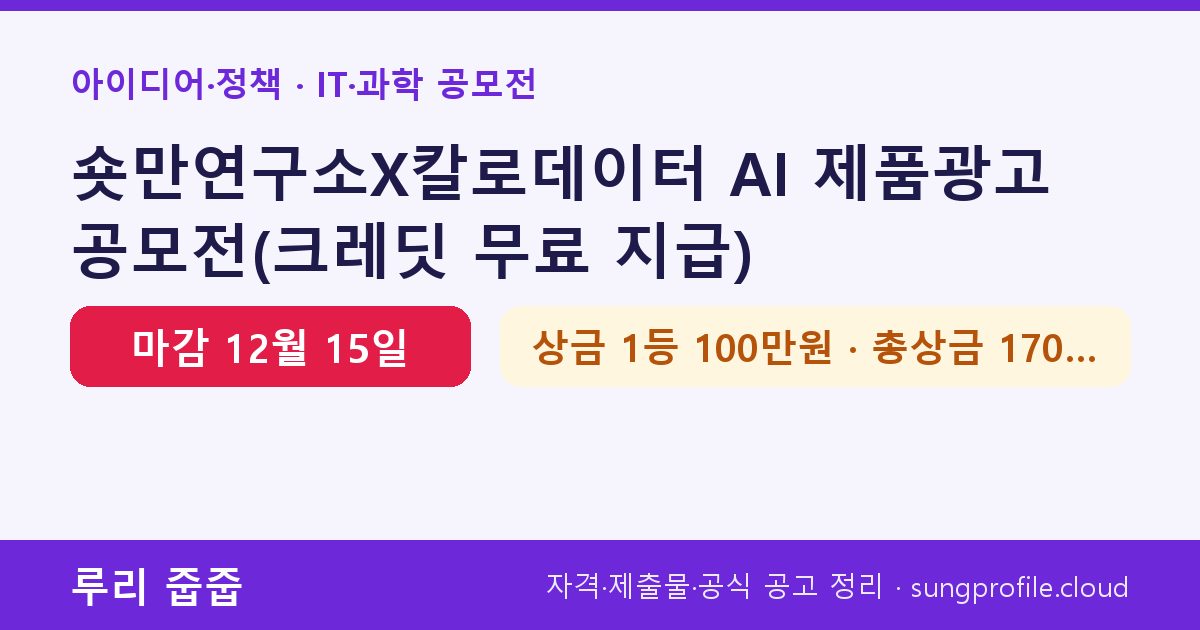 아이디어·정책 · IT·과학 공모전
숏만연구소X칼로데이터 AI 제품광고
공모전(크레딧 무료 지급)
마감 12월 15일
상금 1등 100만원 · 총상금 170...
루리 줍줍
자격·제출물·공식 공고 정리 · sungprofile.cloud